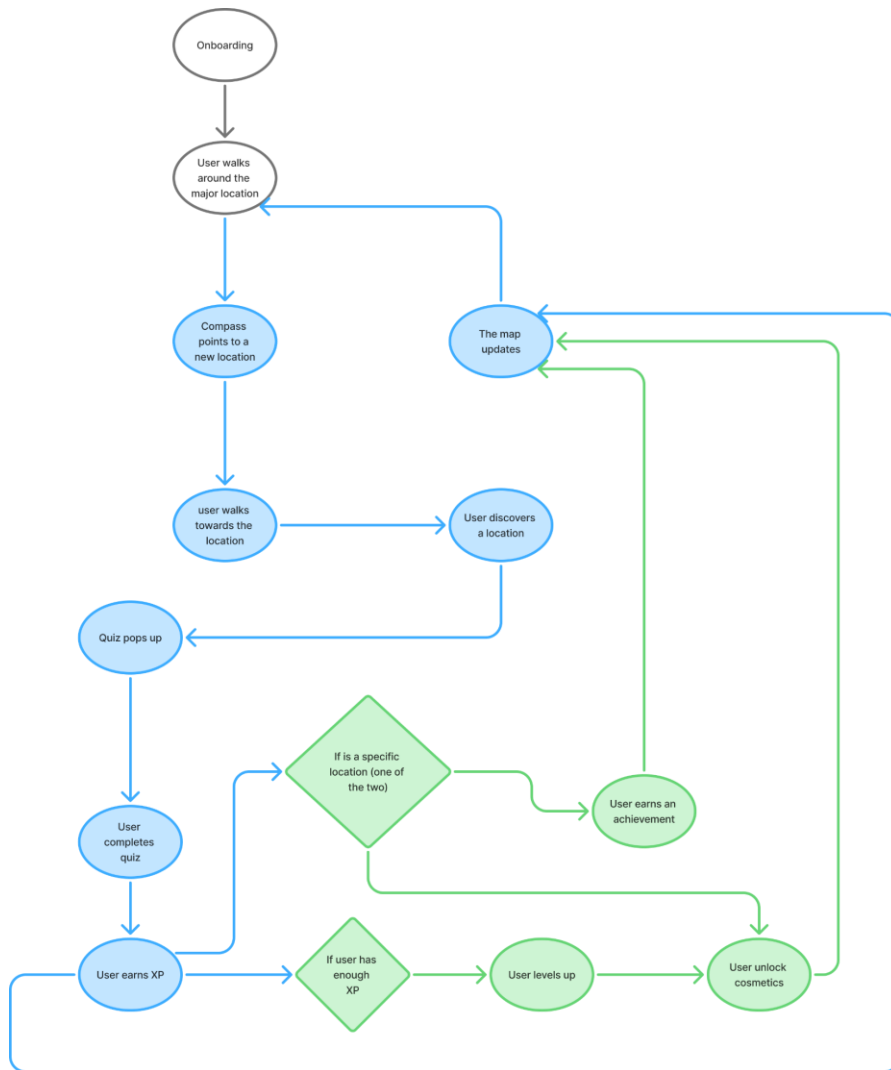 Onboarding
User walks
around the
major location
Compass
points to a
new location
The map
updates
user walks
towards the
location
User discovers
a location
Quiz pops up
If is a specific
location (one of
the two)
User earns an
achievement
User
completes
quiz
User earns XP
If user has
enough
XP
User levels up
User unlock
cosmetics